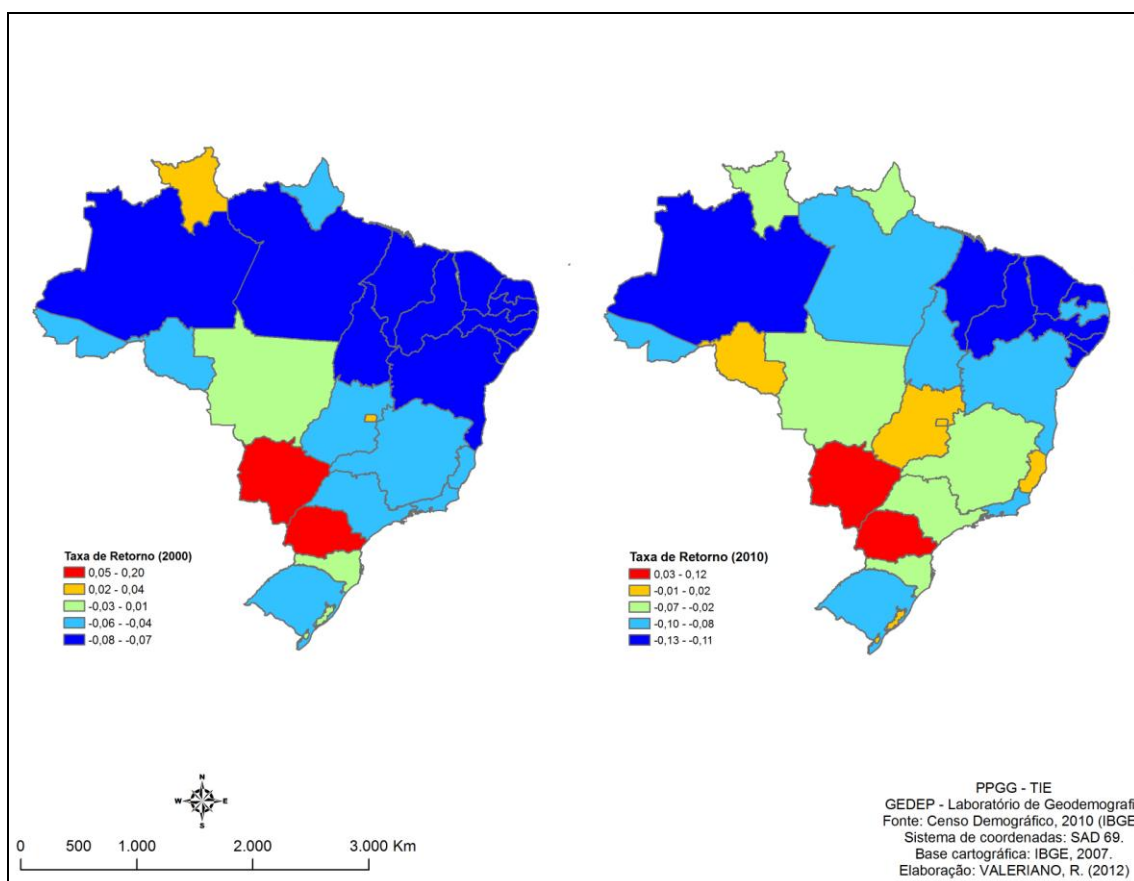 Taxa de Retorno (2000)
0,05 - 0,20
0,02 - 0,04
-0,03 - 0,01
-0,06 - -0,04
-0,08 - -0,07
Taxa de Retorno (2010)
0,03 - 0,12
-0,01 - 0,02
-0,07 - -0,02
-0,10 - -0,08
-0,13 - -0,11
N
W E
S
0 500 1.000 2.000 3.000 Km
PPGG - TIE
GEDEP - Laboratório de Geodemografi
Fonte: Censo Demográfico, 2010 (IBGE
Sistema de coordenadas: SAD 69.
Base cartográfica: IBGE, 2007.
Elaboração: VALERIANO, R. (2012)